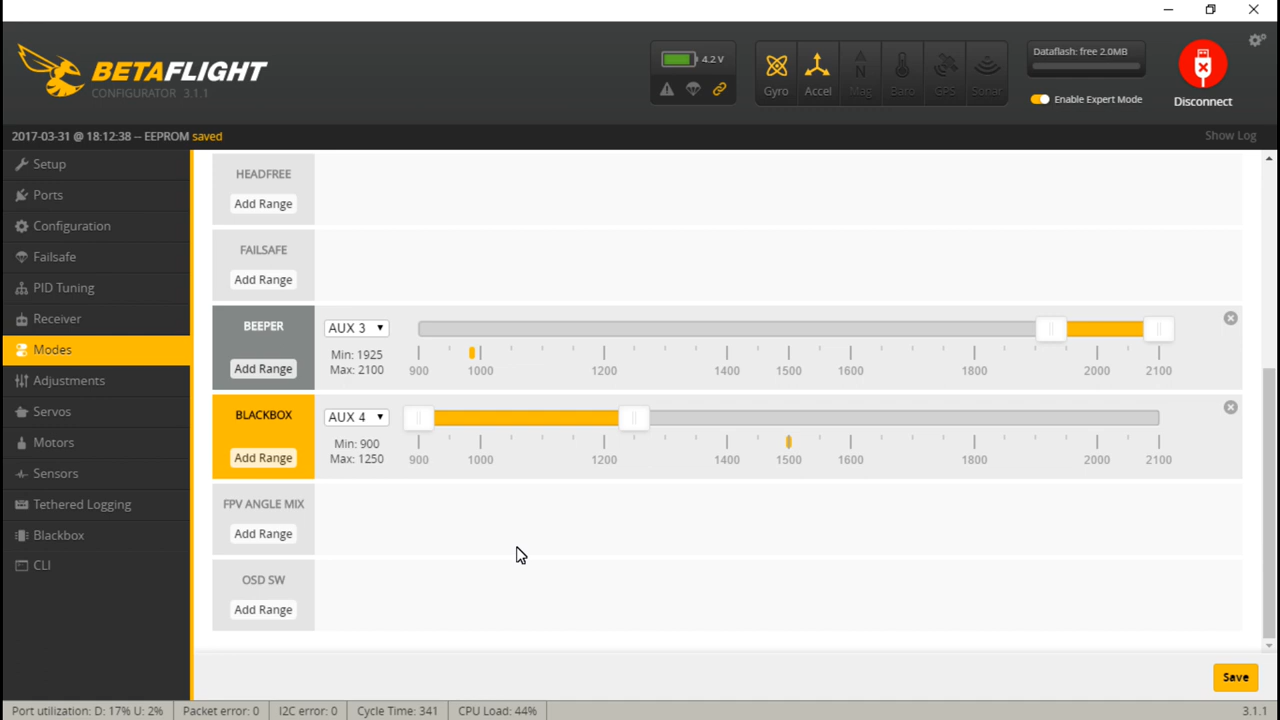 BETAFLIGHT
CONFIGURATOR 3.1.1
4.2 V
Gyro
Accel
Mag
Baro
GPS
Sonar
Dataflash: free 2.0MB
Enable Expert Mode
Disconnect
2017-03-31 @ 18:12:38 -- EEPROM saved
Show Log
Setup
Ports
Configuration
Failsafe
PID Tuning
Receiver
Modes
Adjustments
Servos
Motors
Sensors
Tethered Logging
Blackbox
CLI
HEADFREE
Add Range
FAILSAFE
Add Range
BEEPER
Add Range
AUX 3
Min: 1925
Max: 2100
900 1000 1200 1400 1500 1600 1800 2000 2100
BLACKBOX
Add Range
AUX 4
Min: 900
Max: 1250
900 1000 1200 1400 1500 1600 1800 2000 2100
FPV ANGLE MIX
Add Range
OSD SW
Add Range
Save
Port utilization: D: 17% U: 2%
Packet error: 0
I2C error: 0
Cycle Time: 341
CPU Load: 44%
3.1.1